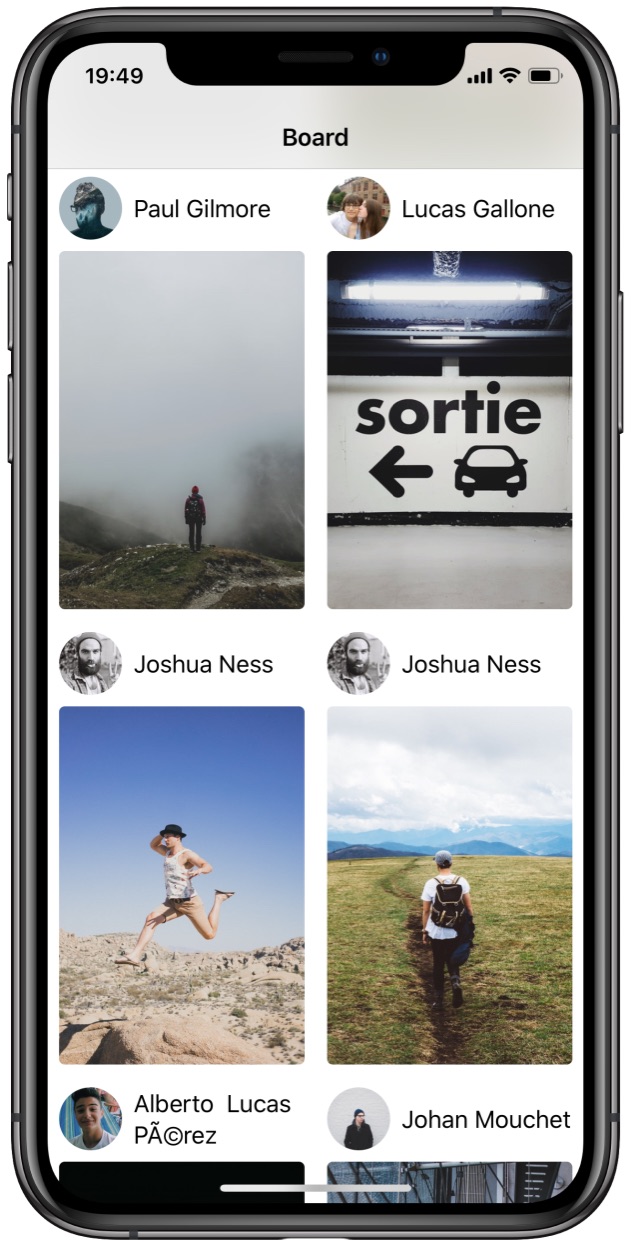 19:49
Board
Paul Gilmore
Lucas Gallone
sortie
Joshua Ness
Joshua Ness
Alberto  Lucas
PÃ©rez
Johan Mouchet